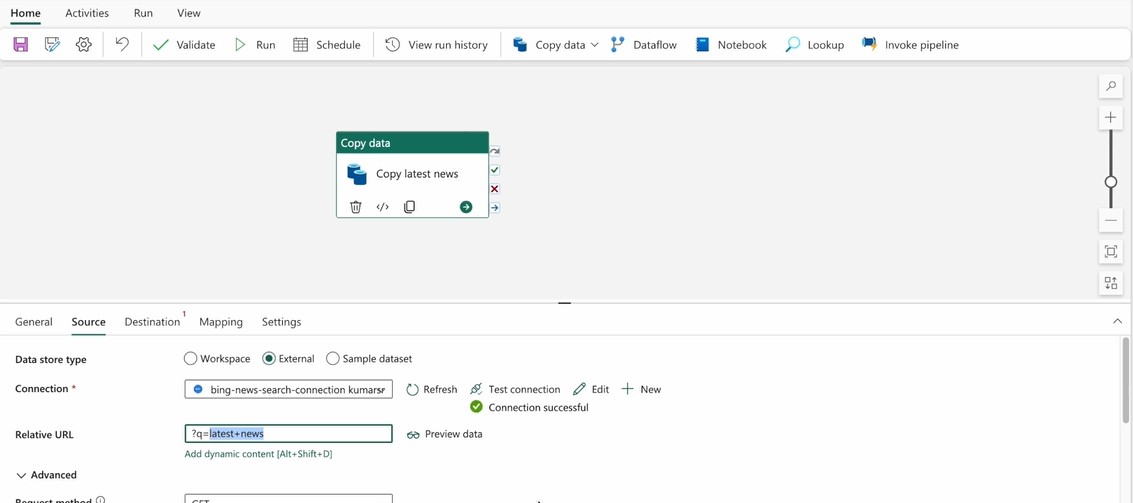 Home Activities Run View
Validate Run Schedule View run history Copy data Dataflow Notebook Lookup Invoke pipeline
Copy data
Copy latest news
General Source Destination 1 Mapping Settings
Data store type Workspace External Sample dataset
Connection * bing-news-search-connection Refresh Test connection Edit New
Connection successful
Relative URL ?q=latest+news Preview data
Add dynamic content [Alt+Shift+D]
Advanced
Request method GET